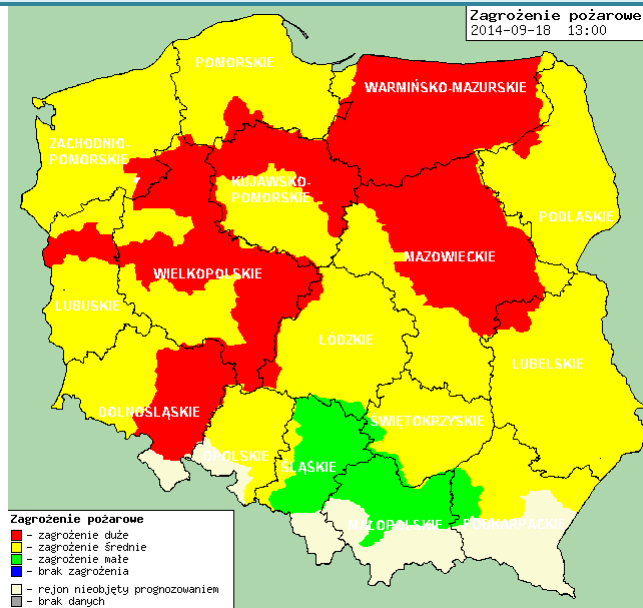 Zagrożenie pożarowe
2014-09-18 13:00
POMORSKIE
WARMIŃSKO-MAZURSKIE
ZACHODNIO-
POMORSKIE
KUJAWSKO-
POMORSKIE
PODLASKIE
MAZOWIECKIE
WIELKOPOLSKIE
LUBUSKIE
ŁÓDZKIE
LUBELSKIE
DOLNOŚLĄSKIE
ŚWIĘTOKRZYSKIE
OPOLSKIE
ŚLĄSKIE
MAŁOPOLSKIE
PODKARPACKIE
Zagrożenie pożarowe
- zagrożenie duże
- zagrożenie średnie
- zagrożenie małe
- brak zagrożenia
- rejon nieobjęty prognozowaniem
- brak danych